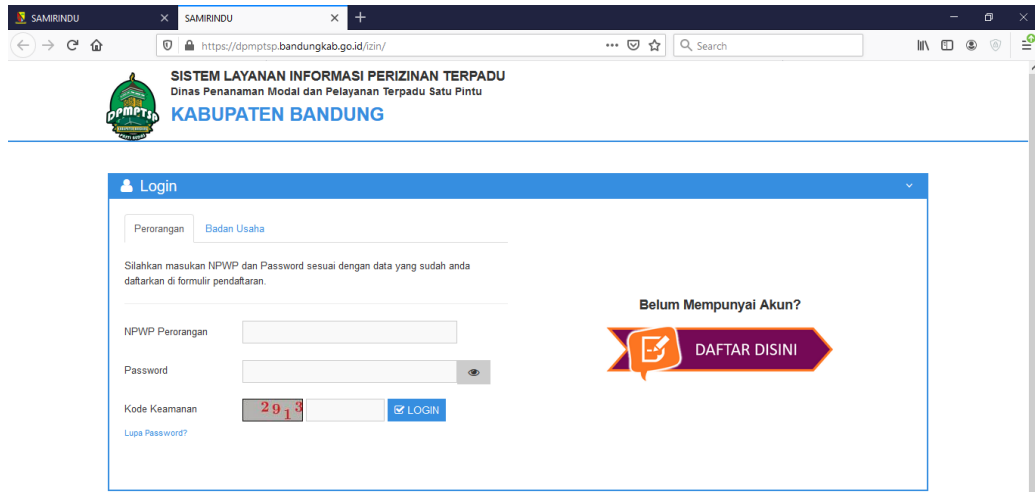 SAMIRINDU
SAMIRINDU
https://dpmptsp.bandungkab.go.id/izin/
Search
DPMPTSP
SISTEM LAYANAN INFORMASI PERIZINAN TERPADU
Dinas Penanaman Modal dan Pelayanan Terpadu Satu Pintu
KABUPATEN BANDUNG
Login
Perorangan Badan Usaha
Silahkan masukan NPWP dan Password sesuai dengan data yang sudah anda
daftarkan di formulir pendaftaran.
NPWP Perorangan
Password
Kode Keamanan 2913 LOGIN
Lupa Password?
Belum Mempunyai Akun?
DAFTAR DISINI